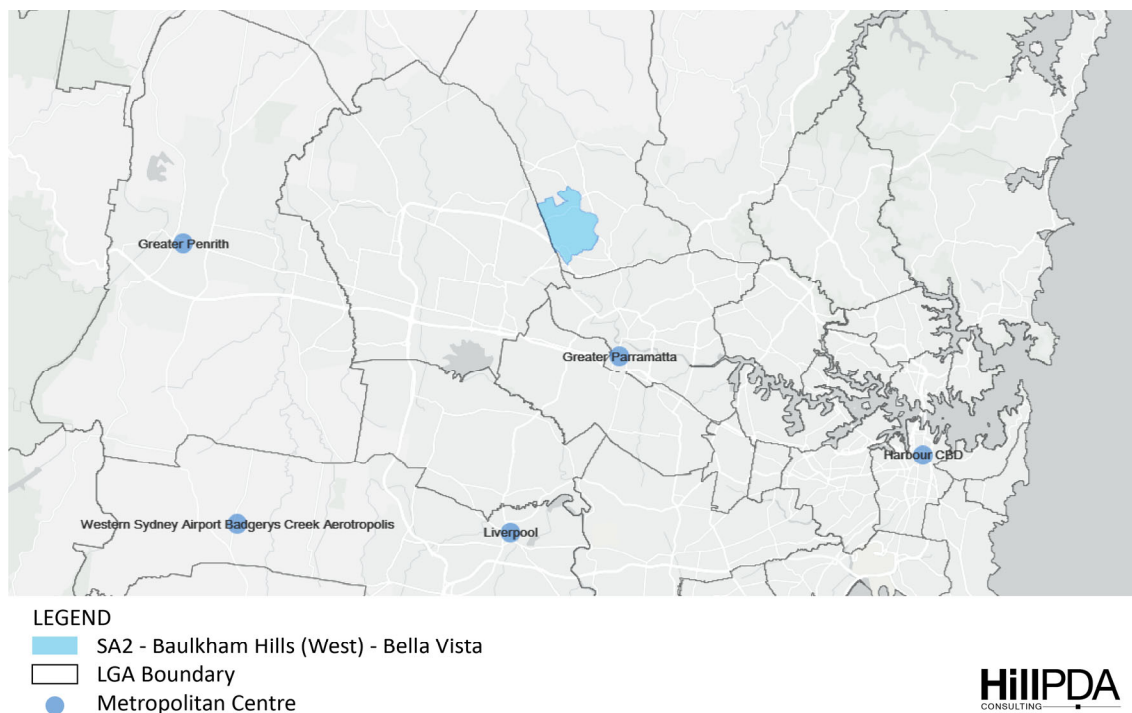 Greater Penrith
Greater Parramatta
Harbour CBD
Western Sydney Airport Badgerys Creek Aerotropolis
Liverpool
LEGEND
SA2 - Baulkham Hills (West) - Bella Vista
LGA Boundary
Metropolitan Centre
HillPDA
CONSULTING